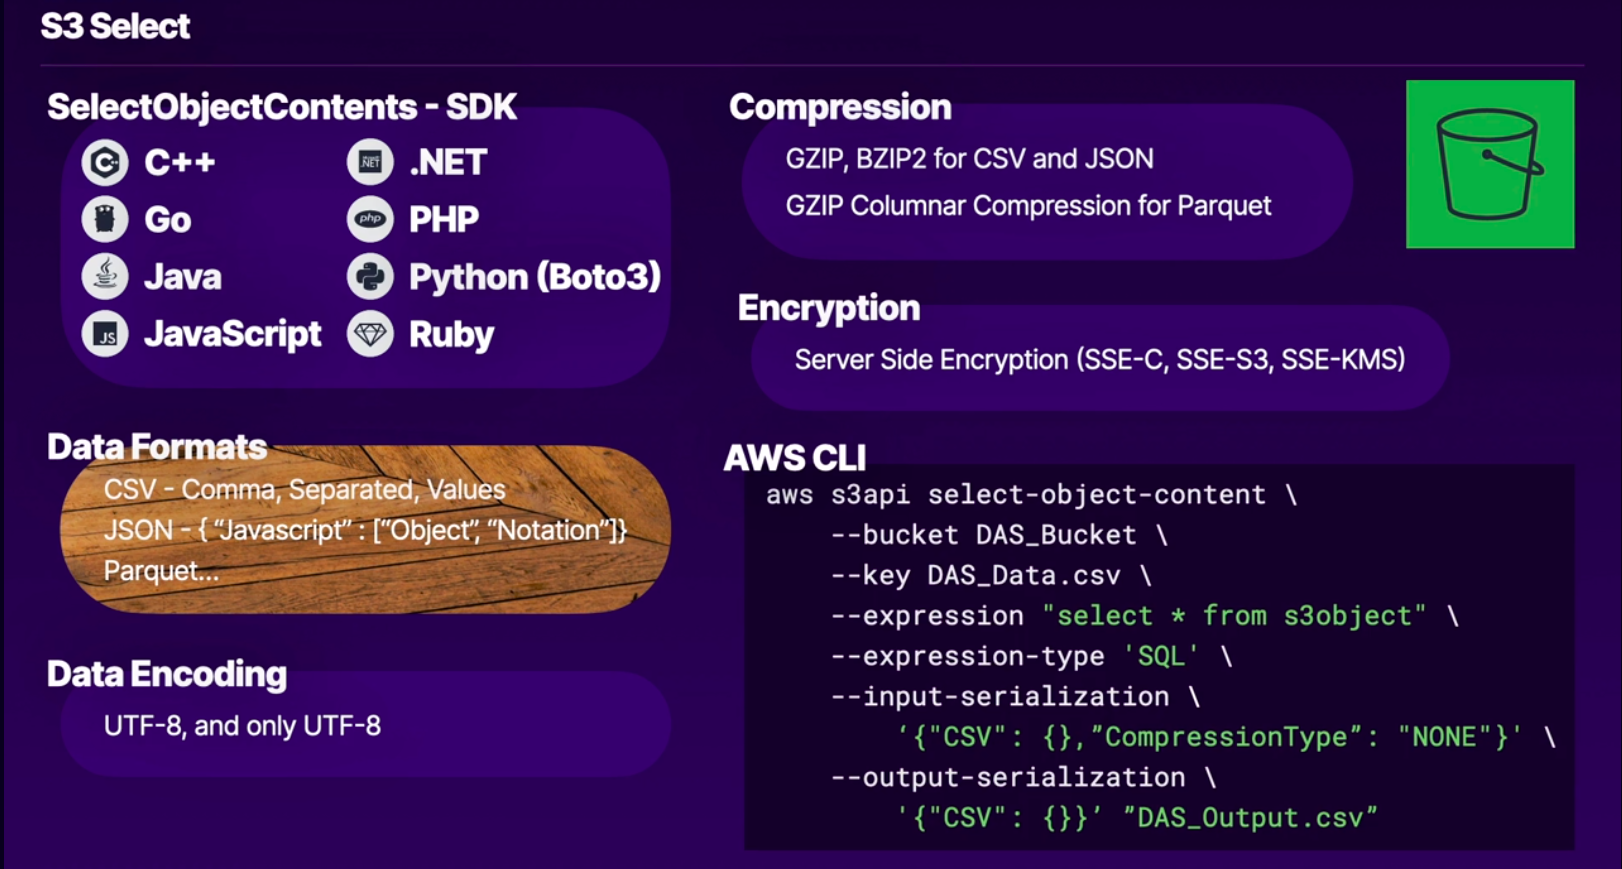 S3 Select
SelectObjectContents - SDK
C++
.NET
Go
PHP
Java
Python (Boto3)
JavaScript
Ruby
Data Formats
CSV - Comma, Separated, Values
JSON - { “Javascript” : [“Object”, “Notation”]}
Parquet...
Data Encoding
UTF-8, and only UTF-8
Compression
GZIP, BZIP2 for CSV and JSON
GZIP Columnar Compression for Parquet
Encryption
Server Side Encryption (SSE-C, SSE-S3, SSE-KMS)
AWS CLI
aws s3api select-object-content \
--bucket DAS_Bucket \
--key DAS_Data.csv \
--expression "select * from s3object" \
--expression-type 'SQL' \
--input-serialization \
‘{"CSV": {},”CompressionType”: "NONE"}' \
--output-serialization \
'{"CSV": {}}’ ”DAS_Output.csv”